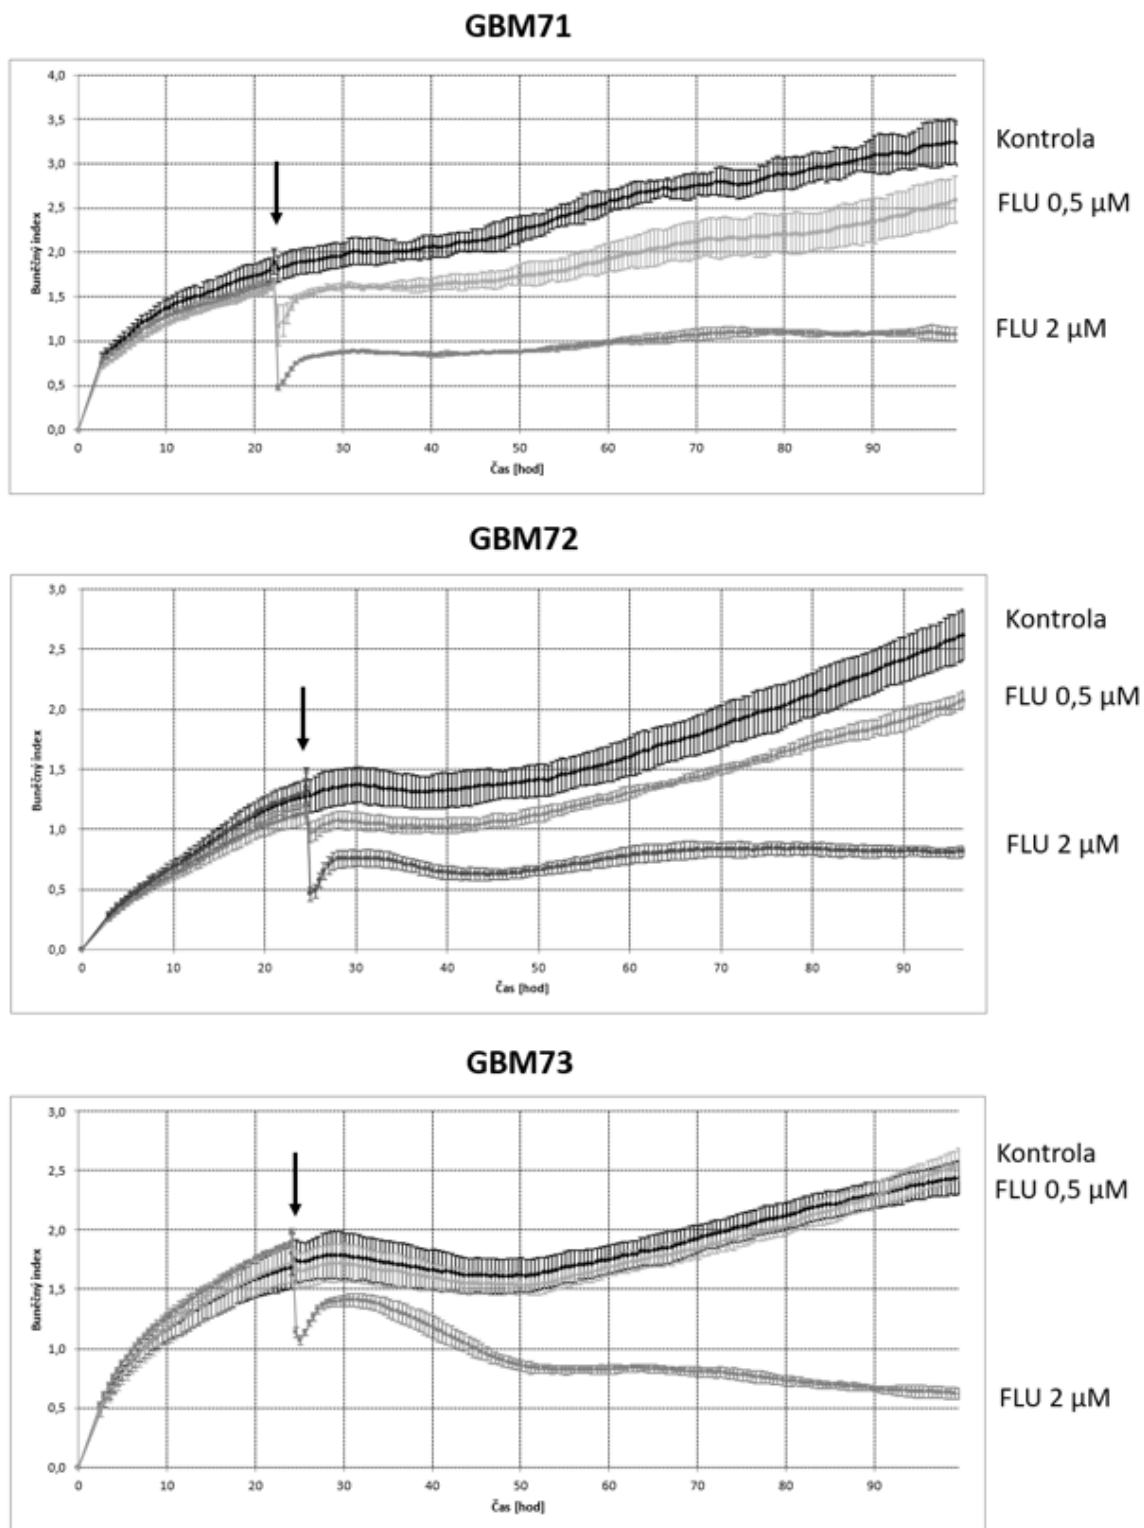 GBM71
4,0
3,5
3,0
2,5
2,0
1,5
1,0
0,5
0,0
Buněčný index
0 10 20 30 40 50 60 70 80 90
Čas [hod]
Kontrola
FLU 0,5 µM
FLU 2 µM
GBM72
3,0
2,5
2,0
1,5
1,0
0,5
0,0
Buněčný index
0 10 20 30 40 50 60 70 80 90
Čas [hod]
Kontrola
FLU 0,5 µM
FLU 2 µM
GBM73
3,0
2,5
2,0
1,5
1,0
0,5
0,0
Buněčný index
0 10 20 30 40 50 60 70 80 90
Čas [hod]
Kontrola
FLU 0,5 µM
FLU 2 µM